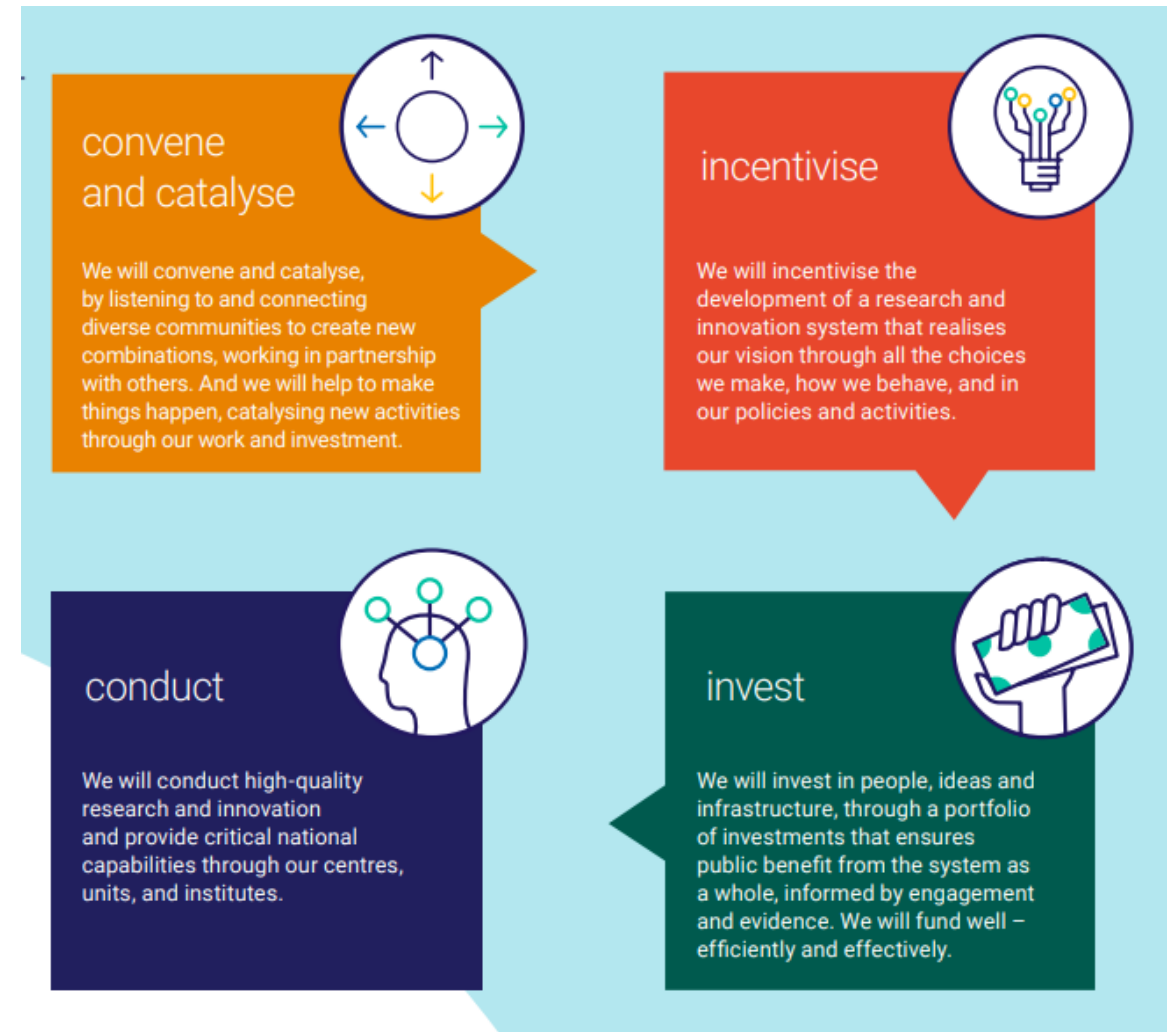 convene
and catalyse
We will convene and catalyse,
by listening to and connecting
diverse communities to create new
combinations, working in partnership
with others. And we will help to make
things happen, catalysing new activities
through our work and investment.
incentivise
We will incentivise the
development of a research and
innovation system that realises
our vision through all the choices
we make, how we behave, and in
our policies and activities.
conduct
We will conduct high-quality
research and innovation
and provide critical national
capabilities through our centres,
units, and institutes.
invest
We will invest in people, ideas and
infrastructure, through a portfolio
of investments that ensures
public benefit from the system as
a whole, informed by engagement
and evidence. We will fund well –
efficiently and effectively.